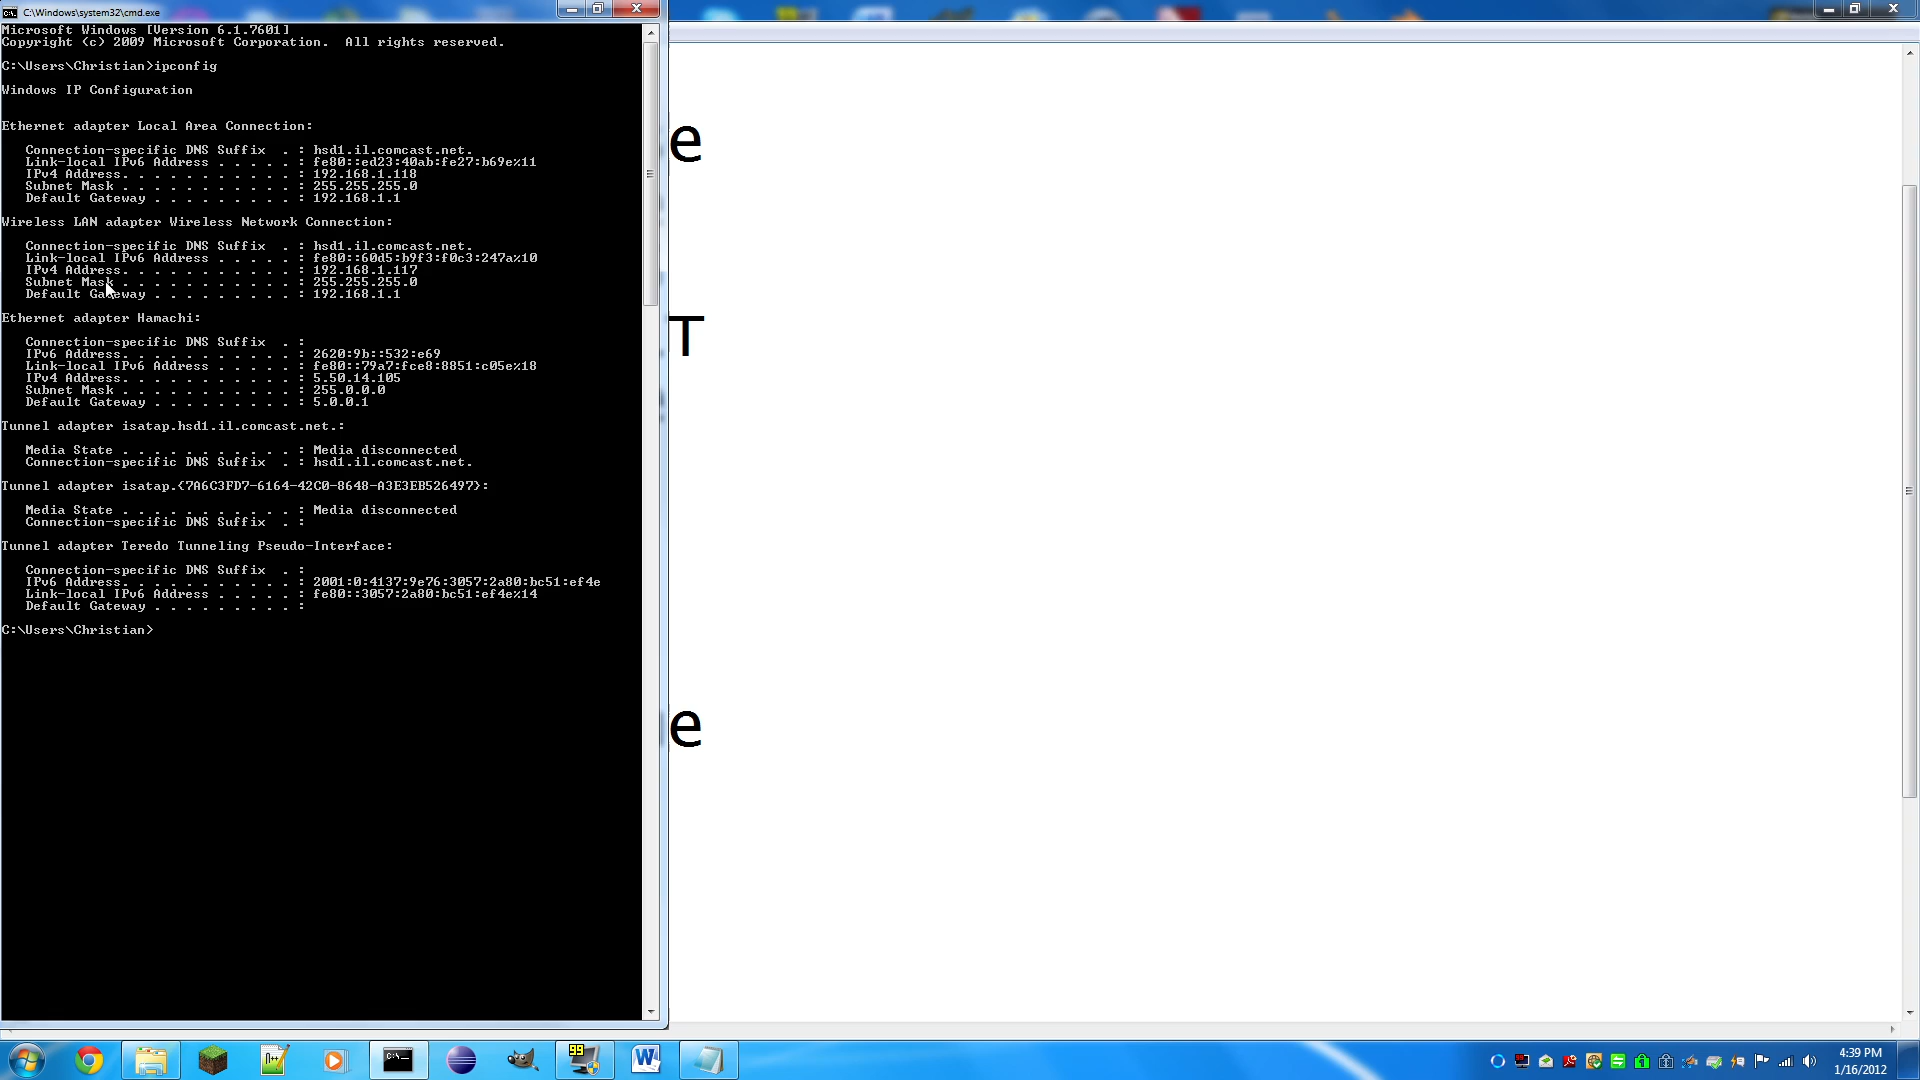 C:\Windows\system32\cmd.exe
Microsoft Windows [Version 6.1.7601]
Copyright (c) 2009 Microsoft Corporation.  All rights reserved.
C:\Users\Christian>ipconfig
Windows IP Configuration
Ethernet adapter Local Area Connection:
Connection-specific DNS Suffix  . : hsd1.il.comcast.net.
Link-local IPv6 Address . . . . . : fe80::ed23:40ab:fe27:b69e%11
IPv4 Address. . . . . . . . . . . : 192.168.1.118
Subnet Mask . . . . . . . . . . . : 255.255.255.0
Default Gateway . . . . . . . . . : 192.168.1.1
Wireless LAN adapter Wireless Network Connection:
Connection-specific DNS Suffix  . : hsd1.il.comcast.net.
Link-local IPv6 Address . . . . . : fe80::60d5:b9f3:f0c3:247a%10
IPv4 Address. . . . . . . . . . . : 192.168.1.117
Subnet Mask . . . . . . . . . . . : 255.255.255.0
Default Gateway . . . . . . . . . : 192.168.1.1
Ethernet adapter Hamachi:
Connection-specific DNS Suffix  . :
IPv6 Address. . . . . . . . . . . : 2620:9b::532:e69
Link-local IPv6 Address . . . . . : fe80::79a7:fce8:8851:c05e%18
IPv4 Address. . . . . . . . . . . : 5.50.14.105
Subnet Mask . . . . . . . . . . . : 255.0.0.0
Default Gateway . . . . . . . . . : 5.0.0.1
Tunnel adapter isatap.hsd1.il.comcast.net.:
Media State . . . . . . . . . . . : Media disconnected
Connection-specific DNS Suffix  . : hsd1.il.comcast.net.
Tunnel adapter isatap.{7A6C3FD7-6164-42C0-8648-A3E3EB526497}:
Media State . . . . . . . . . . . : Media disconnected
Connection-specific DNS Suffix  . :
Tunnel adapter Teredo Tunneling Pseudo-Interface:
Connection-specific DNS Suffix  . :
IPv6 Address. . . . . . . . . . . : 2001:0:4137:9e76:3057:2a80:bc51:ef4e
Link-local IPv6 Address . . . . . : fe80::3057:2a80:bc51:ef4e%14
Default Gateway . . . . . . . . . :
C:\Users\Christian>
e
T
e
99
4:39 PM
1/16/2012